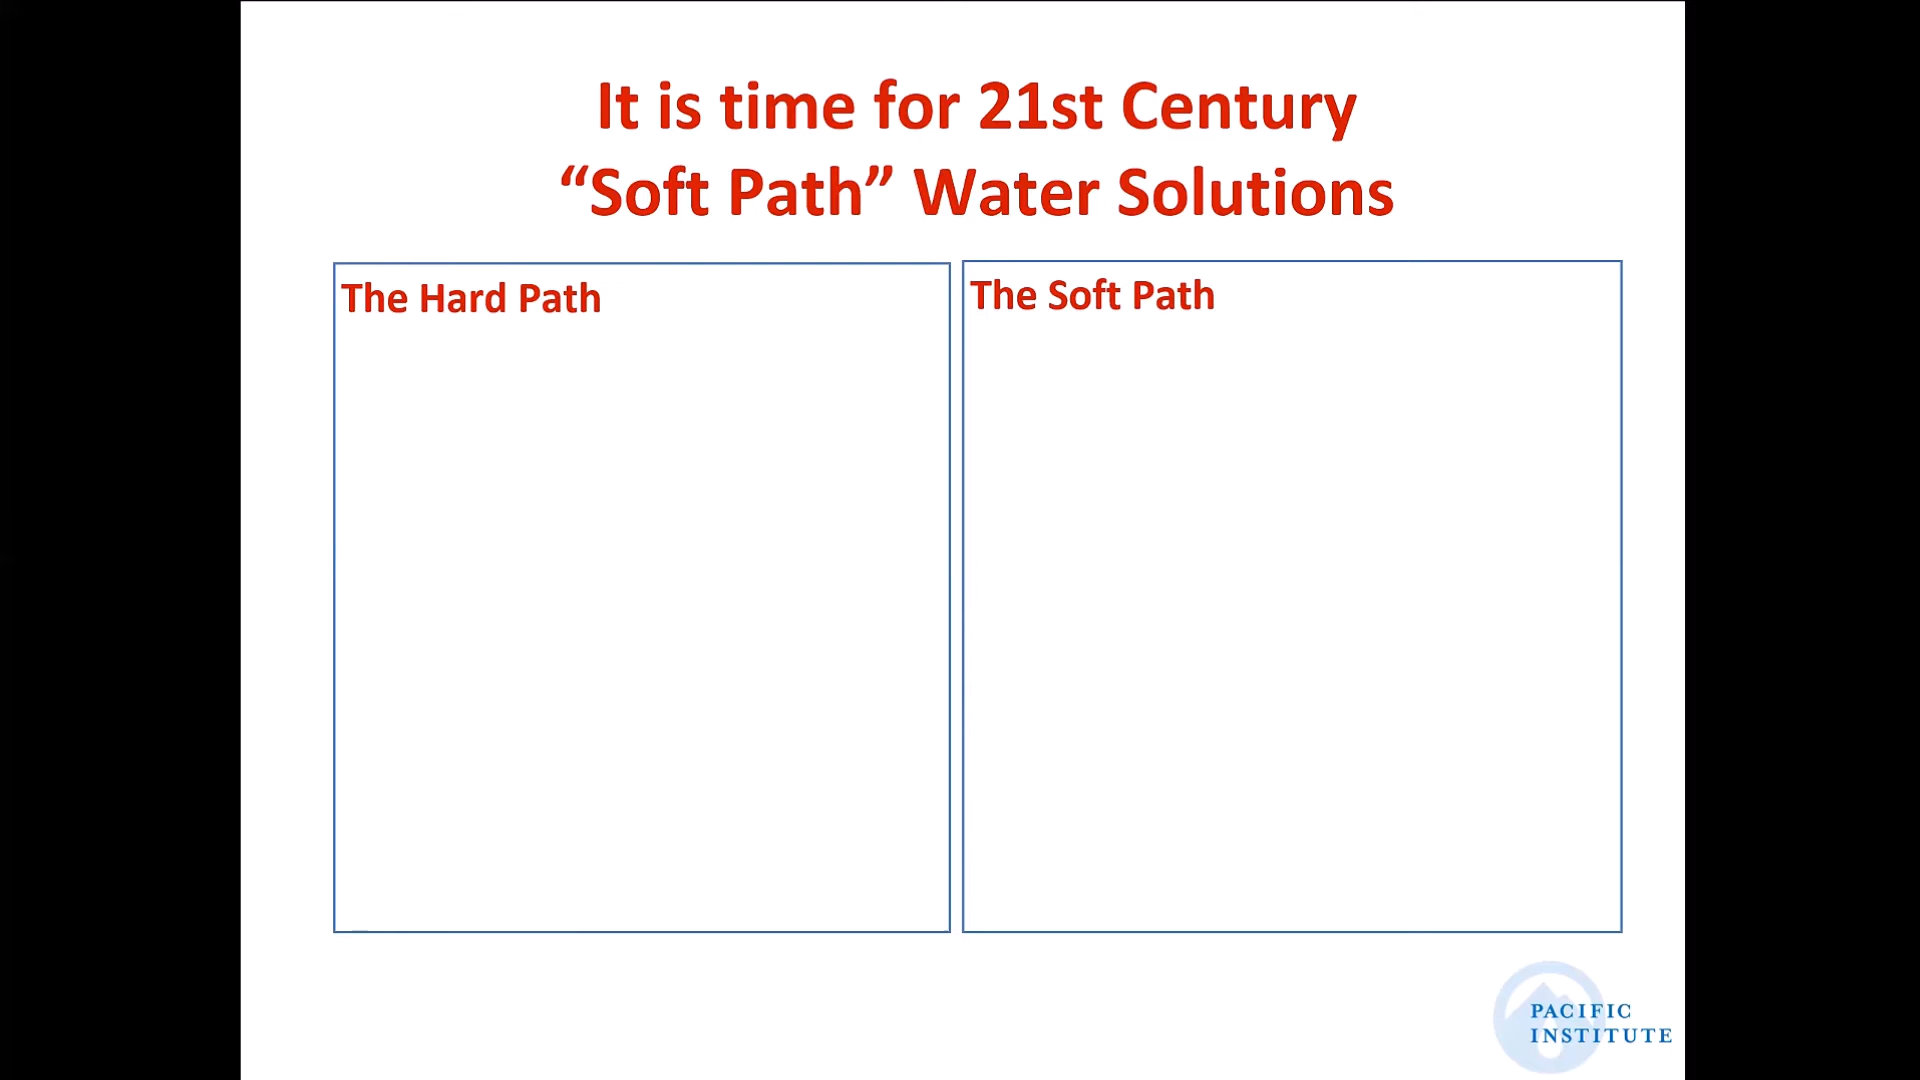 It is time for 21st Century
“Soft Path” Water Solutions
The Hard Path
The Soft Path
PACIFIC
INSTITUTE